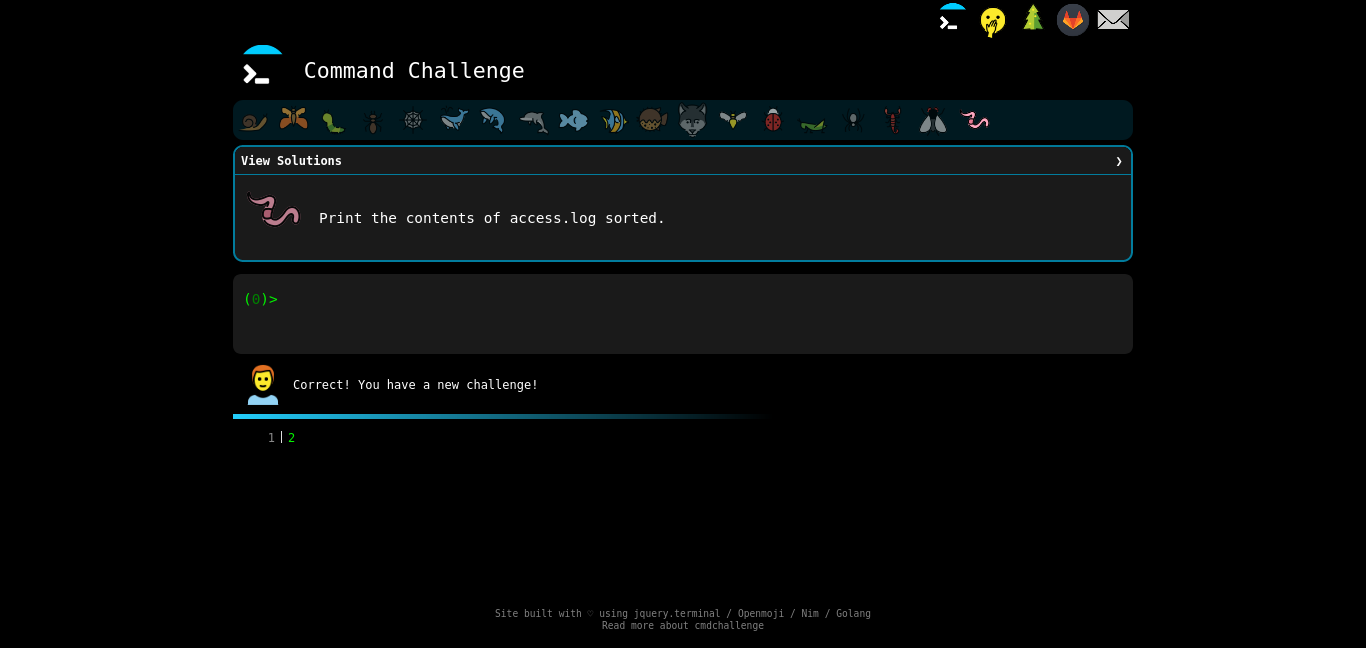 Command Challenge
View Solutions ❯
Print the contents of access.log sorted.
(0)>
Correct! You have a new challenge!
1 2
Site built with ♡ using jquery.terminal / Openmoji / Nim / Golang
Read more about cmdchallenge